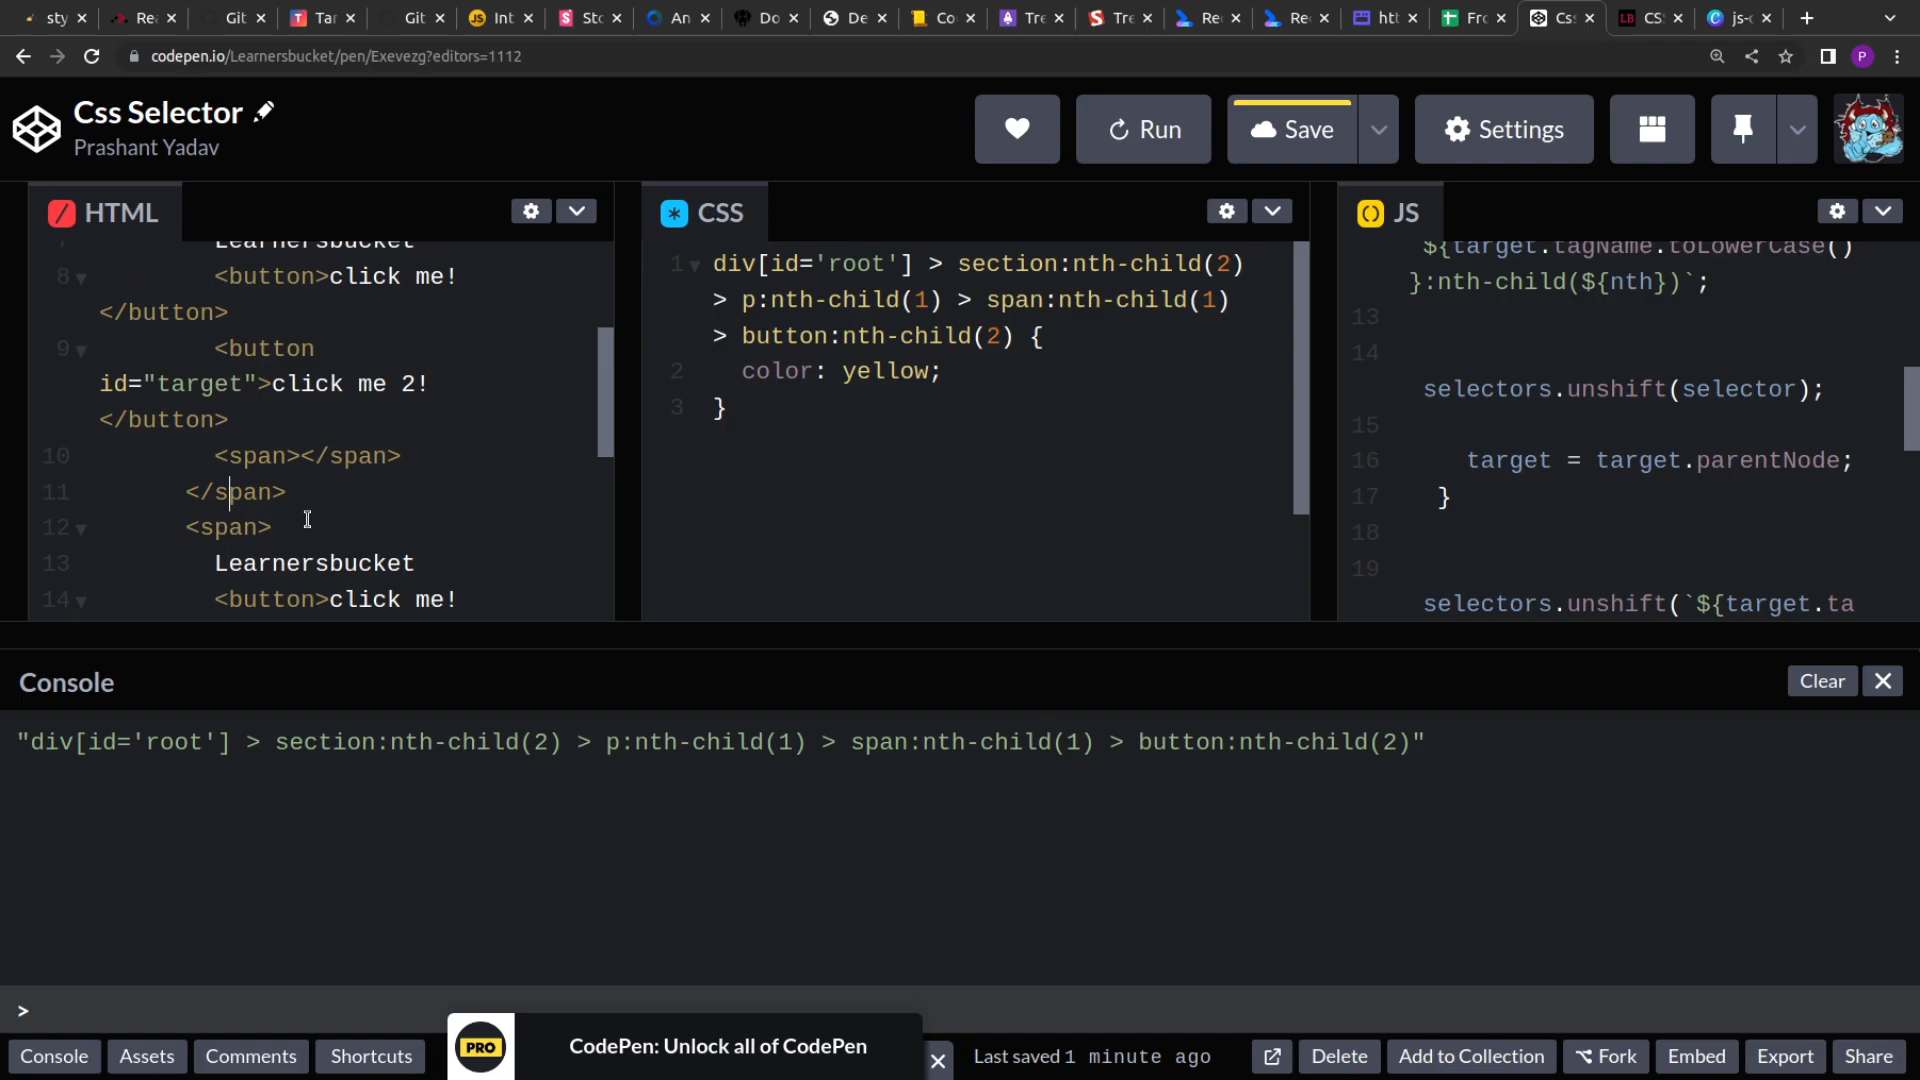 sty
Rea
Git
Tar
Git
Int
Sto
An
Do
De
Co
Tre
Tre
Re
Re
htt
Fro
Cs
CS
js-c
codepen.io/Learnersbucket/pen/Exevezg?editors=1112
P
Css Selector
Prashant Yadav
Run
Save
Settings
HTML
7 Learnersbucket
8 <button>click me!
</button>
9 <button
id="target">click me 2!
</button>
10 <span></span>
11 </span>
12 <span>
13 Learnersbucket
14 <button>click me!
CSS
1 div[id='root'] > section:nth-child(2)
> p:nth-child(1) > span:nth-child(1)
> button:nth-child(2) {
2 color: yellow;
3 }
JS
${target.tagName.toLowerCase()
}:nth-child(${nth})`;
13
14
selectors.unshift(selector);
15
16 target = target.parentNode;
17 }
18
19
selectors.unshift(`${target.ta
Console
Clear
"div[id='root'] > section:nth-child(2) > p:nth-child(1) > span:nth-child(1) > button:nth-child(2)"
>
Console
Assets
Comments
Shortcuts
PRO
CodePen: Unlock all of CodePen
Last saved 1 minute ago
Delete
Add to Collection
Fork
Embed
Export
Share